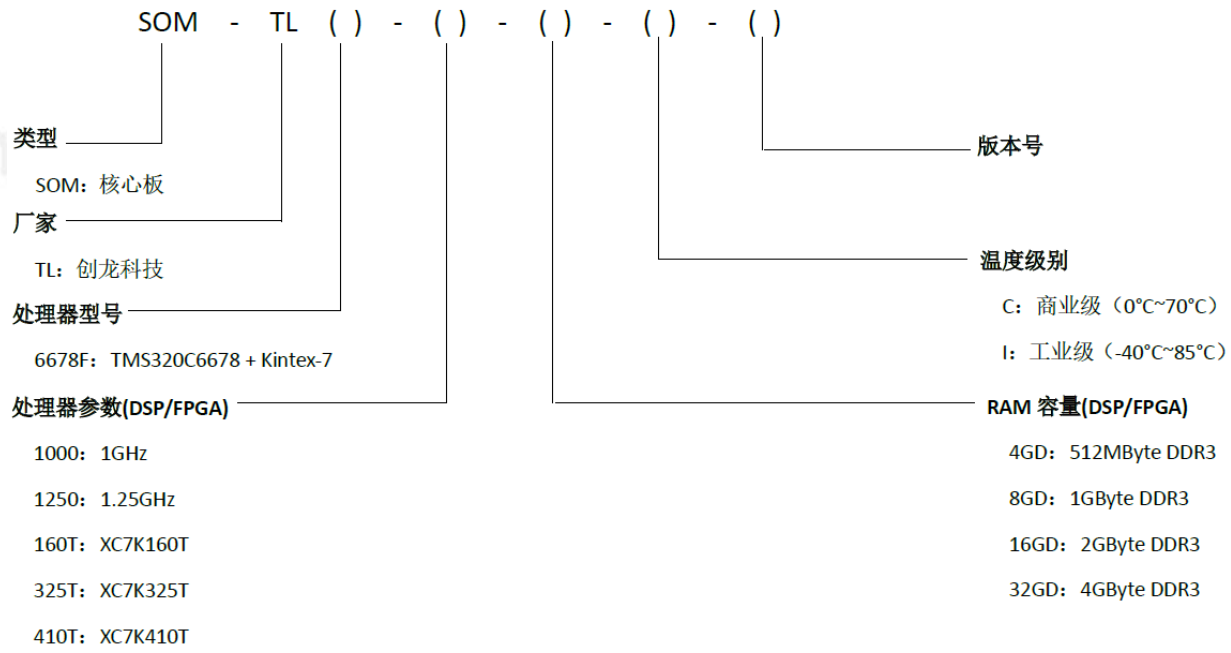 SOM - TL ( ) - ( ) - ( ) - ( ) - ( )
类型
SOM：核心板
厂家
TL：创龙科技
处理器型号
6678F：TMS320C6678 + Kintex-7
处理器参数(DSP/FPGA)
1000：1GHz
1250：1.25GHz
160T：XC7K160T
325T：XC7K325T
410T：XC7K410T
版本号
温度级别
C：商业级（0°C~70°C）
I：工业级（-40°C~85°C）
RAM 容量(DSP/FPGA)
4GD：512MByte DDR3
8GD：1GByte DDR3
16GD：2GByte DDR3
32GD：4GByte DDR3